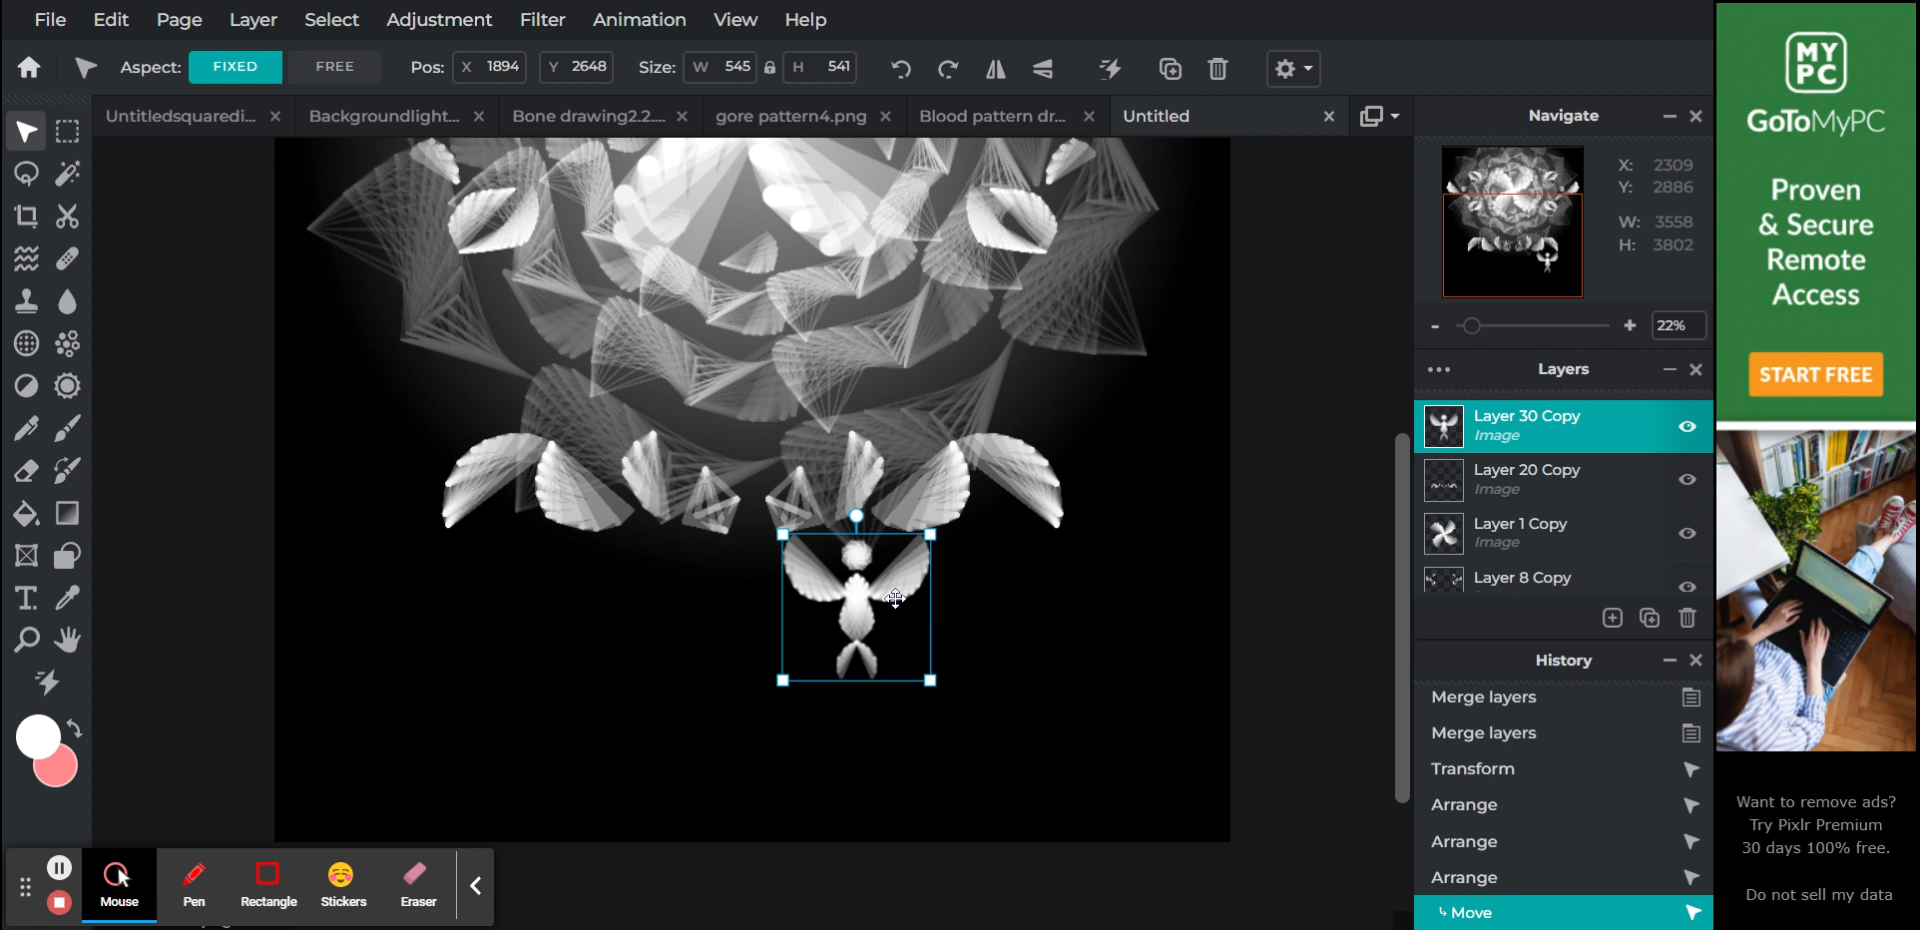 File Edit Page Layer Select Adjustment Filter Animation View Help
Aspect: FIXED FREE Pos: X 1894 Y 2648 Size: W 545 H 541
Untitledsquaredi... Backgroundlight... Bone drawing2.2.... gore pattern4.png Blood pattern dr... Untitled
Navigate
X: 2309
Y: 2886
W: 3558
H: 3802
- + 22%
Layers
Layer 30 Copy
Image
Layer 20 Copy
Image
Layer 1 Copy
Image
Layer 8 Copy
History
Merge layers
Merge layers
Transform
Arrange
Arrange
Arrange
Move
Mouse Pen Rectangle Stickers Eraser
MY
PC
GoToMyPC
Proven
& Secure
Remote
Access
START FREE
Want to remove ads?
Try Pixlr Premium
30 days 100% free.
Do not sell my data